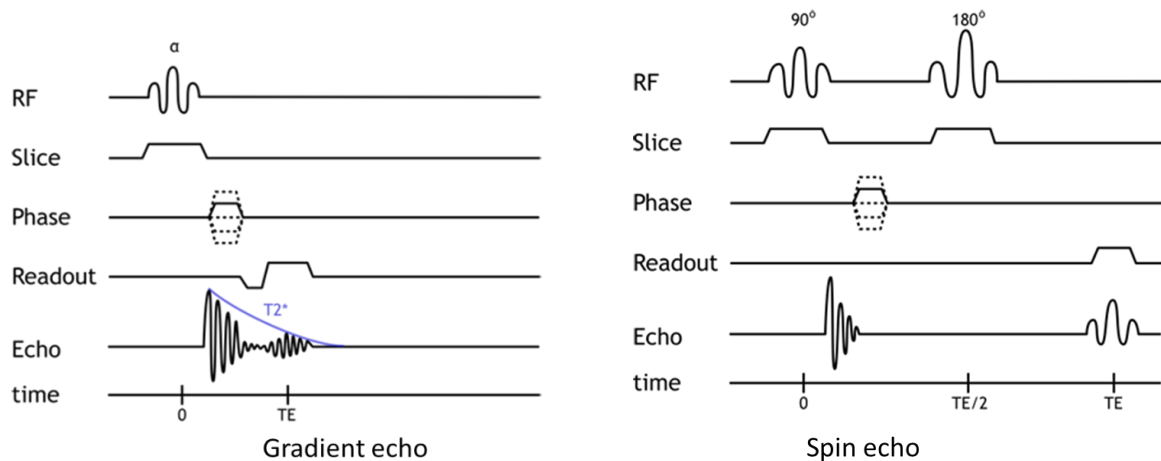 α
RF
Slice
Phase
Readout
T2*
Echo
time
0 TE
Gradient echo
90° 180°
RF
Slice
Phase
Readout
Echo
time
0 TE/2 TE
Spin echo